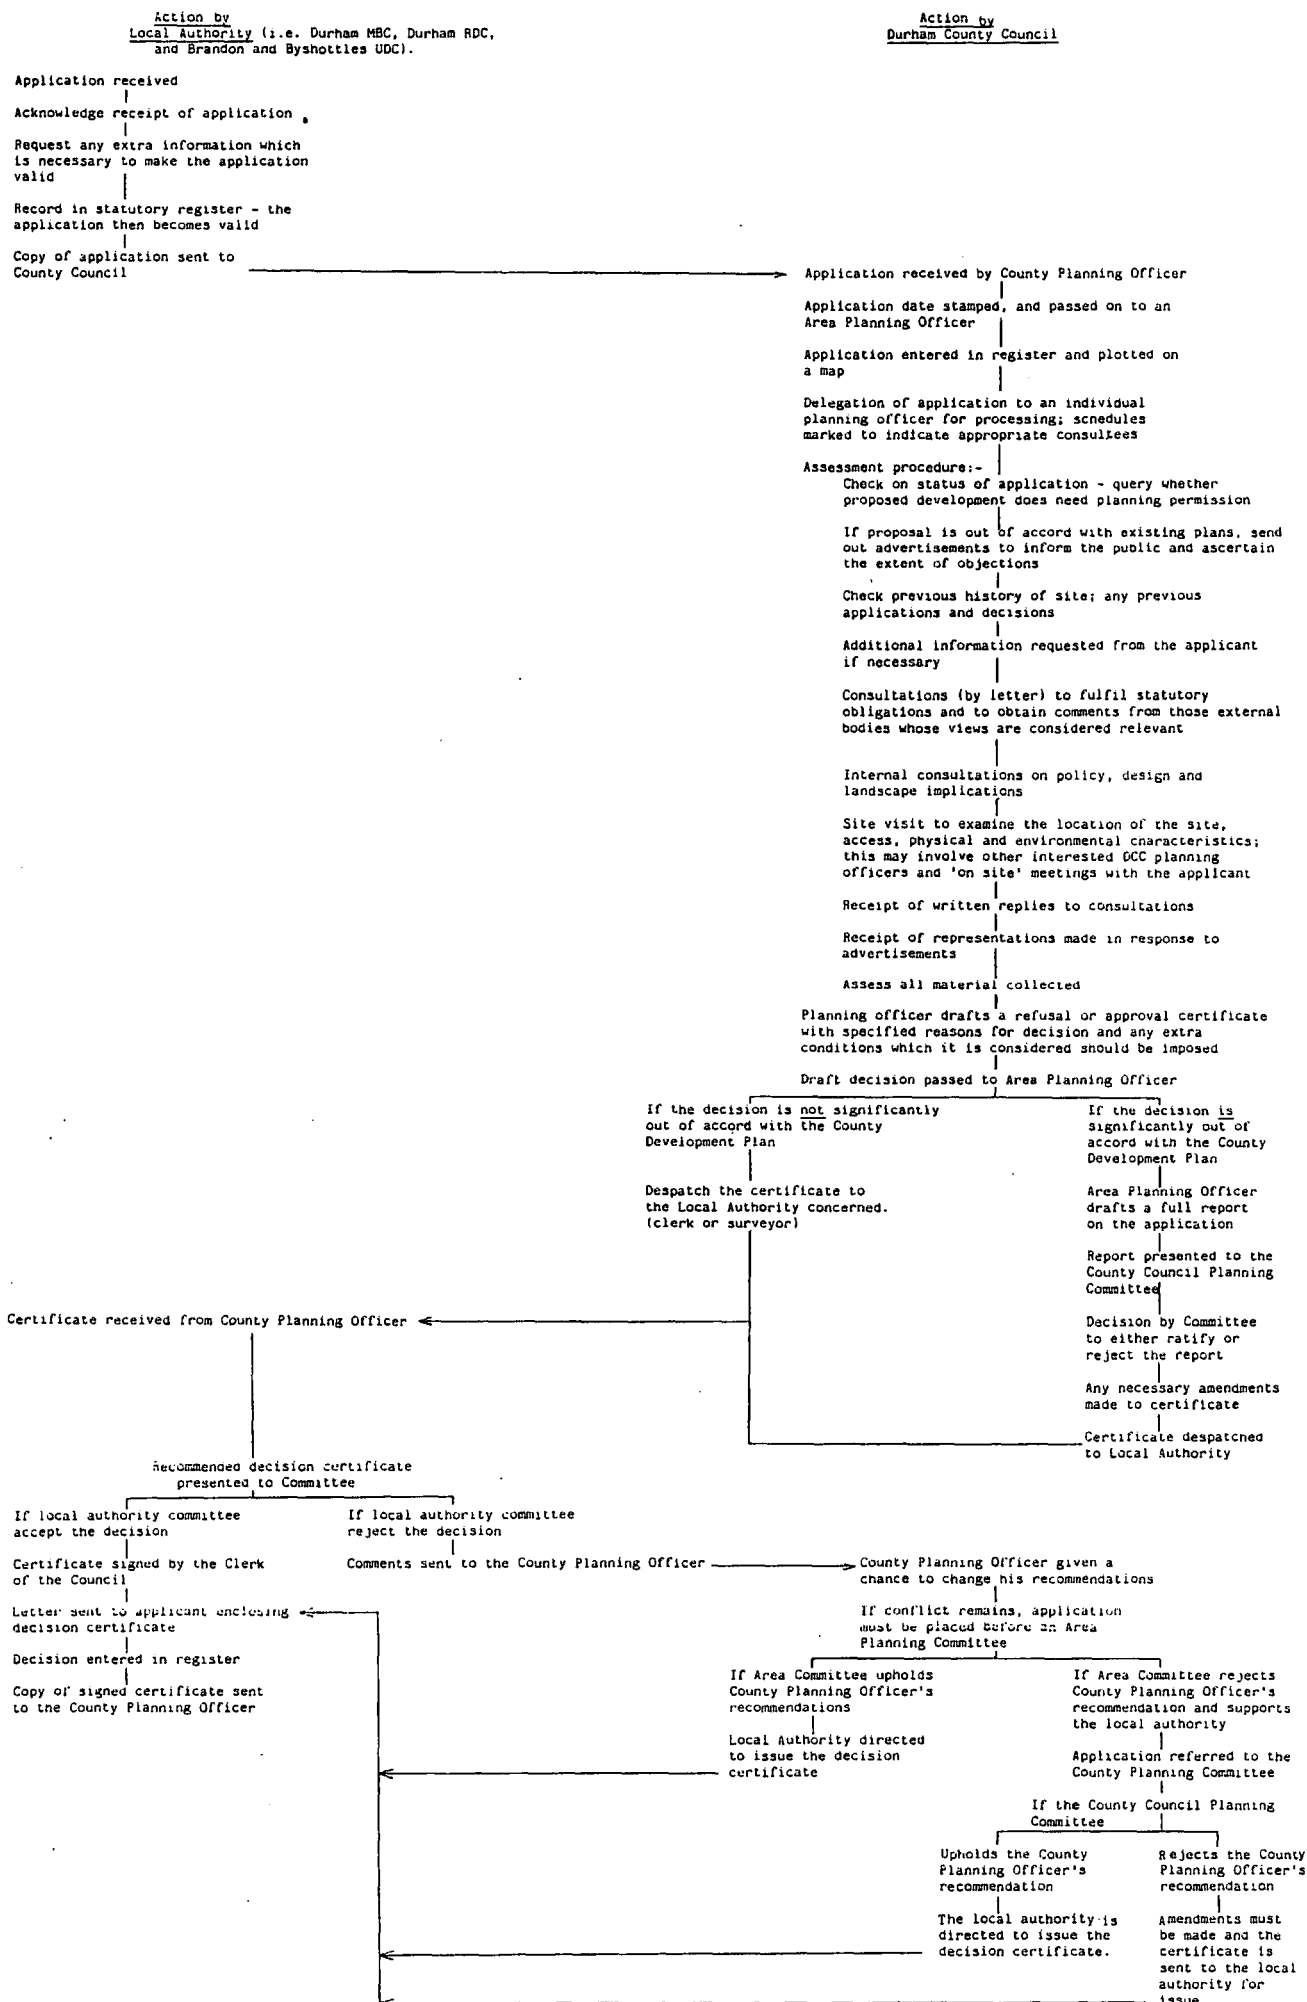 Action by
Local Authority (i.e. Durham MBC, Durham RDC,
and Brandon and Byshottles UDC).
Action by
Durham County Council
Application received
Acknowledge receipt of application
Request any extra information which
is necessary to make the application
valid
Record in statutory register - the
application then becomes valid
Copy of application sent to
County Council
Application received by County Planning Officer
Application date stamped, and passed on to an
Area Planning Officer
Application entered in register and plotted on
a map
Delegation of application to an individual
planning officer for processing; schedules
marked to indicate appropriate consultees
Assessment procedure:-
Check on status of application - query whether
proposed development does need planning permission
If proposal is out of accord with existing plans, send
out advertisements to inform the public and ascertain
the extent of objections
Check previous history of site; any previous
applications and decisions
Additional information requested from the applicant
if necessary
Consultations (by letter) to fulfil statutory
obligations and to obtain comments from those external
bodies whose views are considered relevant
Internal consultations on policy, design and
landscape implications
Site visit to examine the location of the site,
access, physical and environmental characteristics;
this may involve other interested DCC planning
officers and 'on site' meetings with the applicant
Receipt of written replies to consultations
Receipt of representations made in response to
advertisements
Assess all material collected
Planning officer drafts a refusal or approval certificate
with specified reasons for decision and any extra
conditions which it is considered should be imposed
Draft decision passed to Area Planning Officer
If the decision is not significantly
out of accord with the County
Development Plan
Despatch the certificate to
the Local Authority concerned.
(clerk or surveyor)
If the decision is
significantly out of
accord with the County
Development Plan
Area Planning Officer
drafts a full report
on the application
Report presented to the
County Council Planning
Committee
Decision by Committee
to either ratify or
reject the report
Any necessary amendments
made to certificate
Certificate despatched
to Local Authority
Certificate received from County Planning Officer
Recommended decision certificate
presented to Committee
If local authority committee
accept the decision
Certificate signed by the Clerk
of the Council
Letter sent to applicant enclosing
decision certificate
Decision entered in register
Copy of signed certificate sent
to the County Planning Officer
If local authority committee
reject the decision
Comments sent to the County Planning Officer
County Planning Officer given a
chance to change his recommendations
If conflict remains, application
must be placed before an Area
Planning Committee
If Area Committee upholds
County Planning Officer's
recommendations
Local Authority directed
to issue the decision
certificate
If Area Committee rejects
County Planning Officer's
recommendation and supports
the local authority
Application referred to the
County Planning Committee
If the County Council Planning
Committee
Upholds the County
Planning Officer's
recommendation
The local authority is
directed to issue the
decision certificate.
Rejects the County
Planning Officer's
recommendation
Amendments must
be made and the
certificate is
sent to the local
authority for
issue